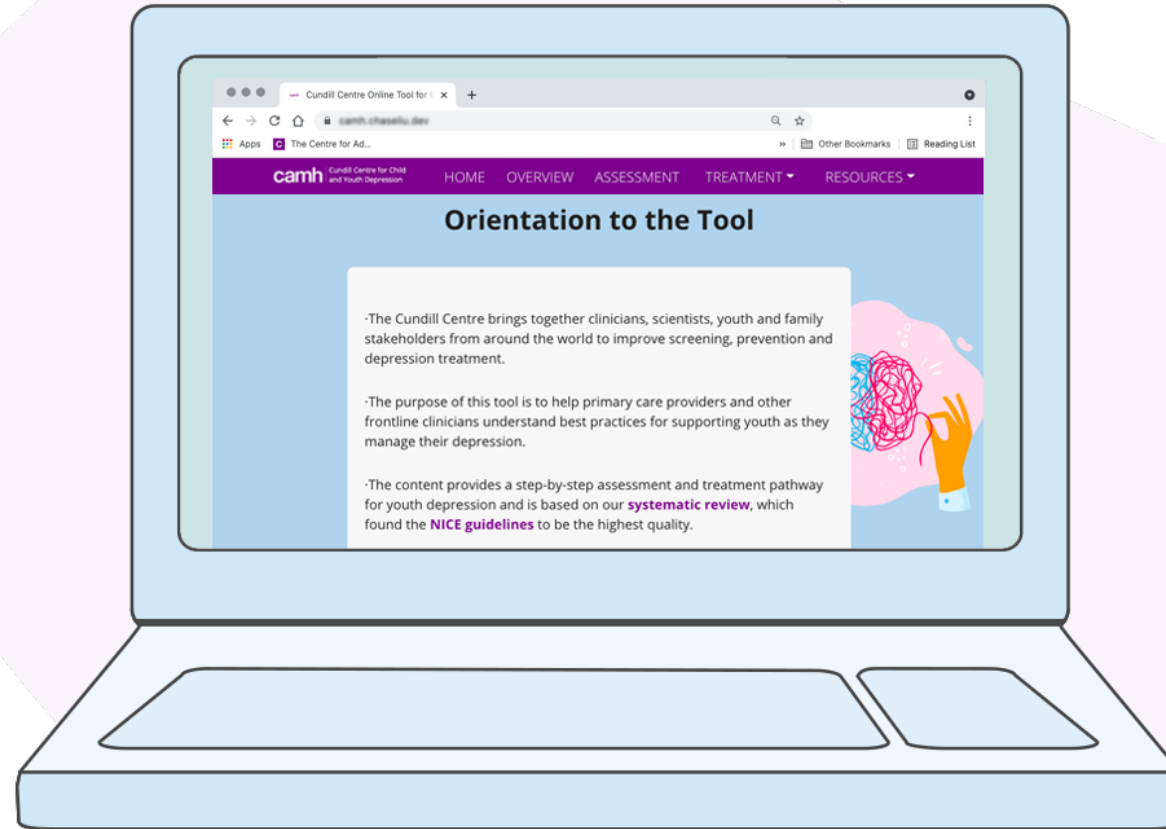 Cundill Centre Online Tool for
camh.chaseliu.dev
Apps The Centre for Ad... » Other Bookmarks Reading List
camh Cundill Centre for Child
and Youth Depression
HOME OVERVIEW ASSESSMENT TREATMENT RESOURCES
Orientation to the Tool
·The Cundill Centre brings together clinicians, scientists, youth and family
stakeholders from around the world to improve screening, prevention and
depression treatment.
·The purpose of this tool is to help primary care providers and other
frontline clinicians understand best practices for supporting youth as they
manage their depression.
·The content provides a step-by-step assessment and treatment pathway
for youth depression and is based on our systematic review, which
found the NICE guidelines to be the highest quality.